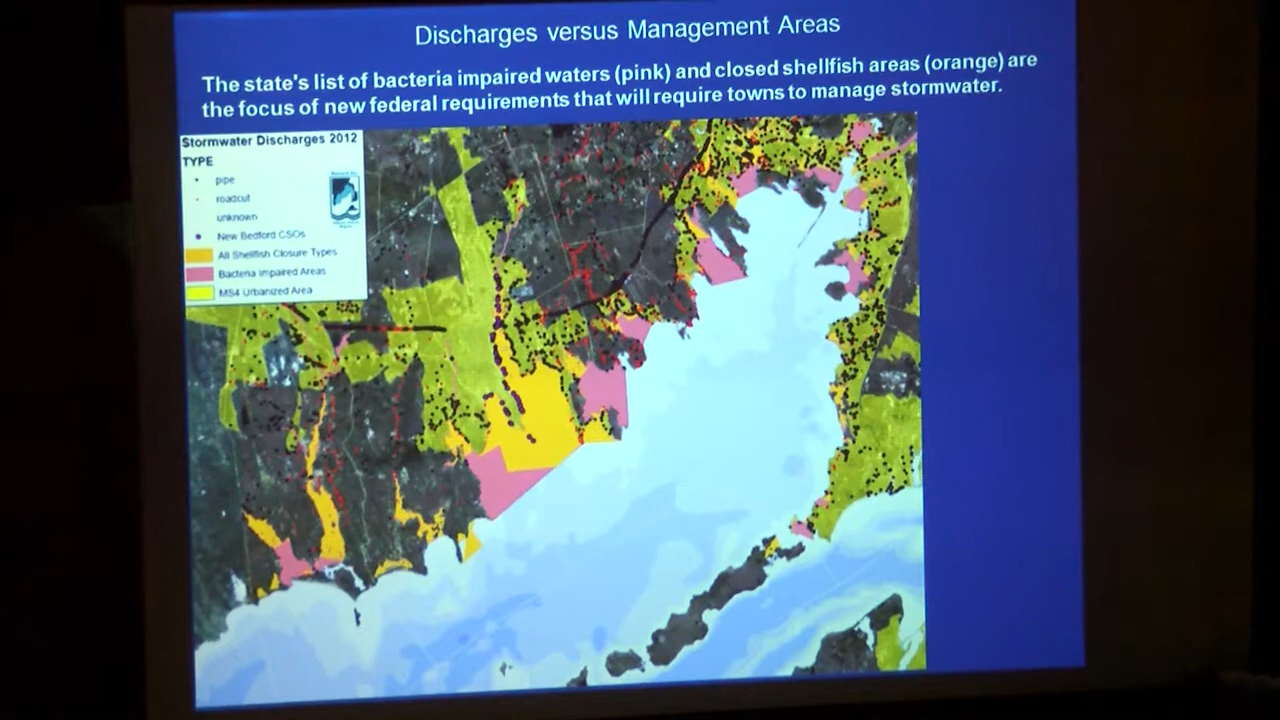 Discharges versus Management Areas
The state's list of bacteria impaired waters (pink) and closed shellfish areas (orange) are
the focus of new federal requirements that will require towns to manage stormwater.
Stormwater Discharges 2012
TYPE
pipe
roadcut
unknown
New Bedford CSOs
All Shellfish Closure Types
Bacteria Impaired Areas
MS4 Urbanized Area